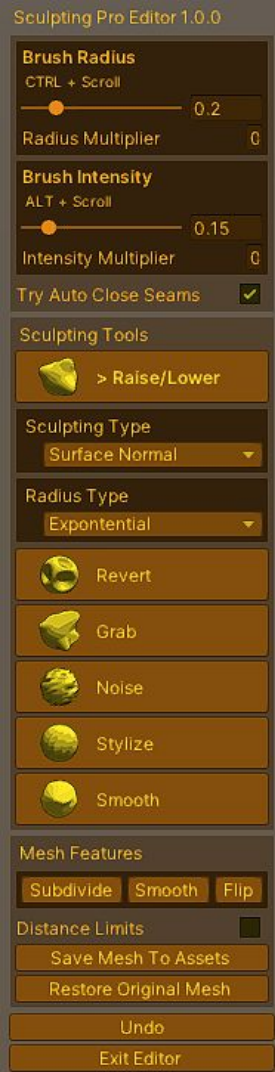 Sculpting Pro Editor 1.0.0
Brush Radius
CTRL + Scroll
0.2
Radius Multiplier 0
Brush Intensity
ALT + Scroll
0.15
Intensity Multiplier 0
Try Auto Close Seams
Sculpting Tools
> Raise/Lower
Sculpting Type
Surface Normal
Radius Type
Expontential
Revert
Grab
Noise
Stylize
Smooth
Mesh Features
Subdivide Smooth Flip
Distance Limits
Save Mesh To Assets
Restore Original Mesh
Undo
Exit Editor